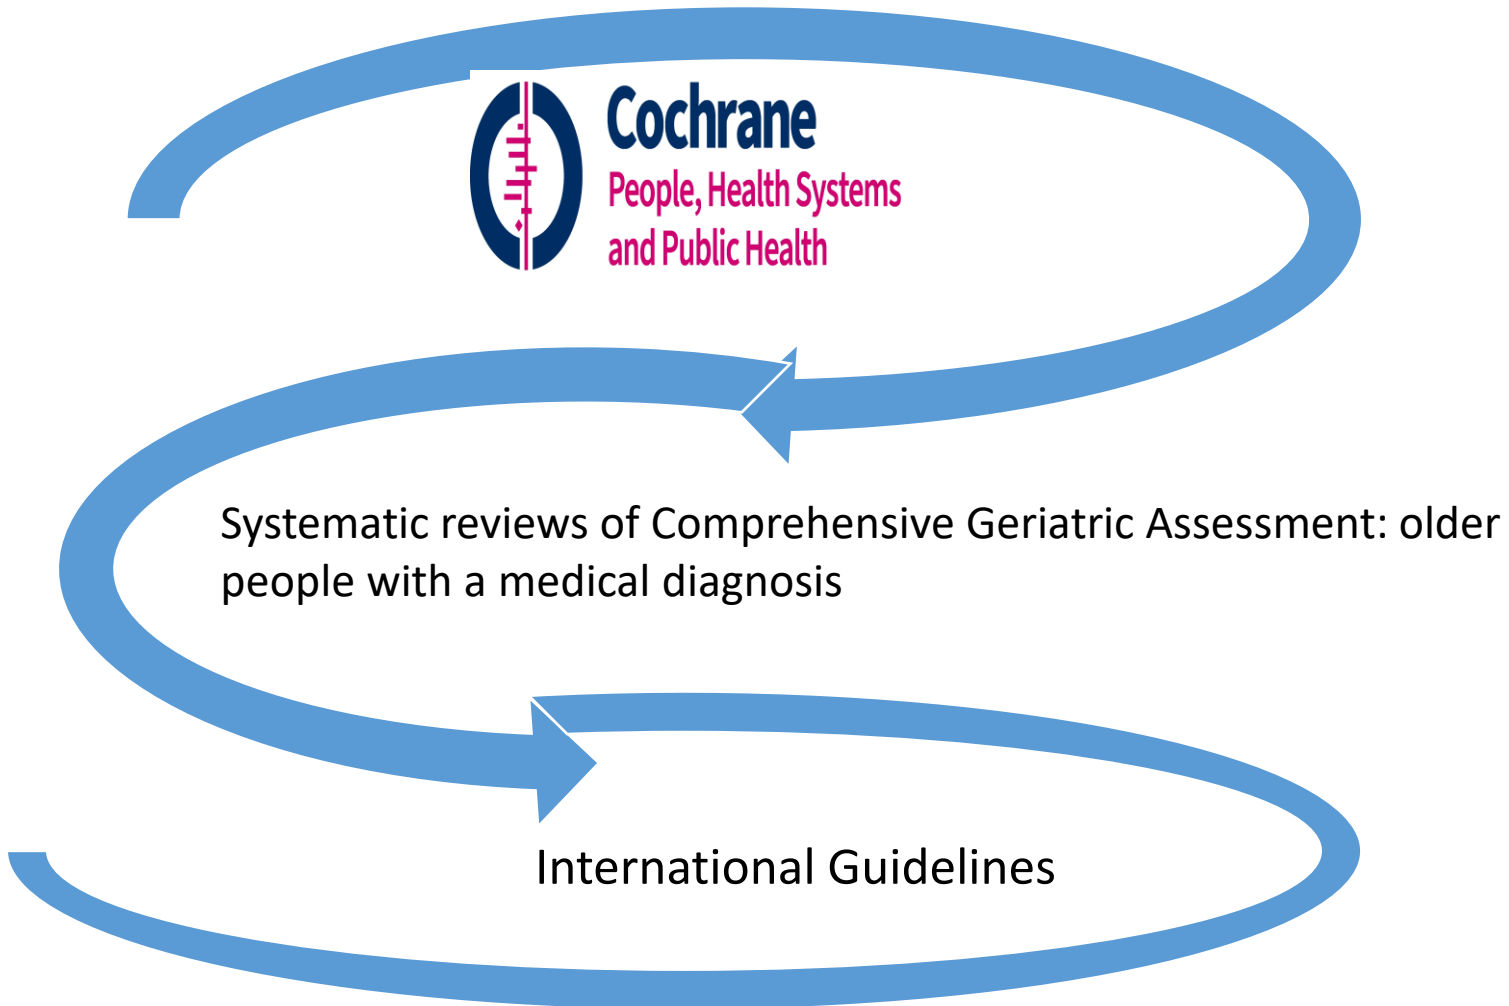 Cochrane
People, Health Systems
and Public Health
Systematic reviews of Comprehensive Geriatric Assessment: older
people with a medical diagnosis
International Guidelines